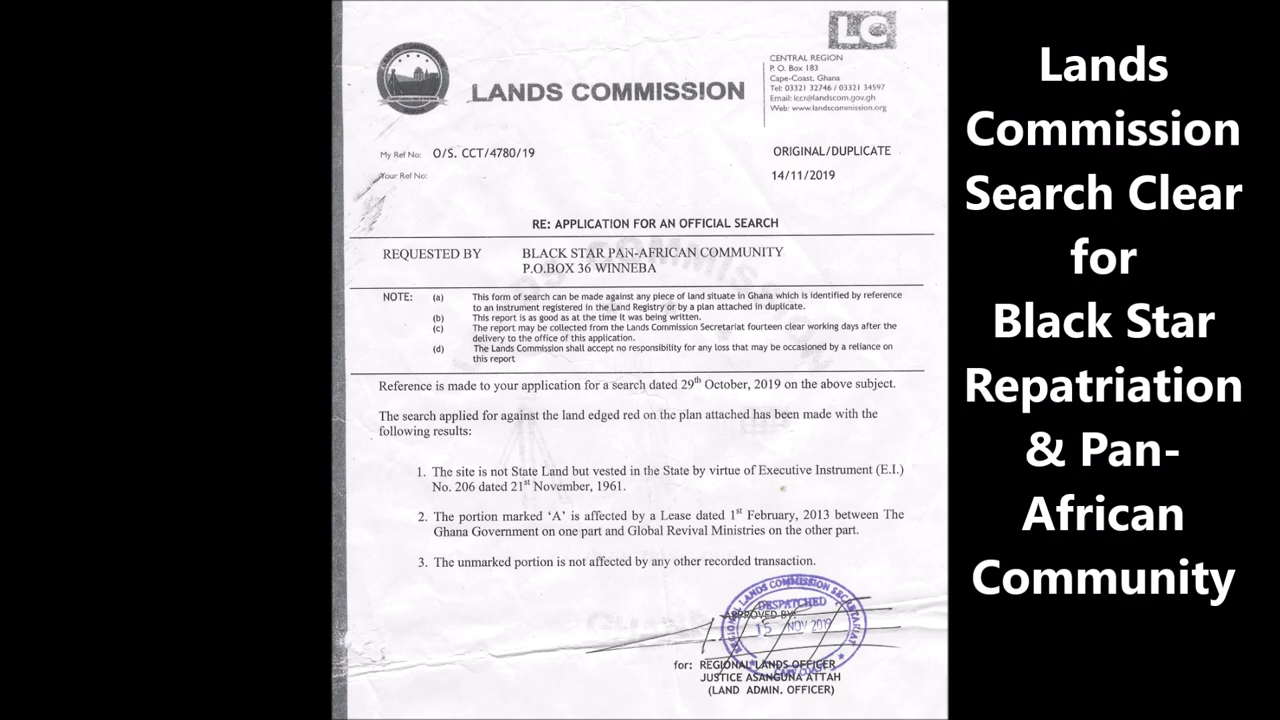 LC
CENTRAL REGION
P. O. Box 183
Cape-Coast, Ghana
Tel: 03321 32746 / 03321 34597
Email: lccr@landscom.gov.gh
Web: www.landscommission.org
LANDS COMMISSION
My Ref No: O/S. CCT/4780/19
ORIGINAL/DUPLICATE
Your Ref No:
14/11/2019
RE: APPLICATION FOR AN OFFICIAL SEARCH
REQUESTED BY BLACK STAR PAN-AFRICAN COMMUNITY
P.O.BOX 36 WINNEBA
NOTE: (a) This form of search can be made against any piece of land situate in Ghana which is identified by reference
to an instrument registered in the Land Registry or by a plan attached in duplicate.
(b) This report is as good as at the time it was being written.
(c) The report may be collected from the Lands Commission Secretariat fourteen clear working days after the
delivery to the office of this application.
(d) The Lands Commission shall accept no responsibility for any loss that may be occasioned by a reliance on
this report
Reference is made to your application for a search dated 29th October, 2019 on the above subject.
The search applied for against the land edged red on the plan attached has been made with the
following results:
1. The site is not State Land but vested in the State by virtue of Executive Instrument (E.I.)
No. 206 dated 21st November, 1961.
2. The portion marked ‘A’ is affected by a Lease dated 1st February, 2013 between The
Ghana Government on one part and Global Revival Ministries on the other part.
3. The unmarked portion is not affected by any other recorded transaction.
REGIONAL LANDS COMMISSION SECRETARIAT
DESPATCHED
APPROVED BY:
15 NOV 2019
for: REGIONAL LANDS OFFICER
JUSTICE ASANGUNA ATTAH
(LAND ADMIN. OFFICER)
Lands
Commission
Search Clear
for
Black Star
Repatriation
& Pan-
African
Community